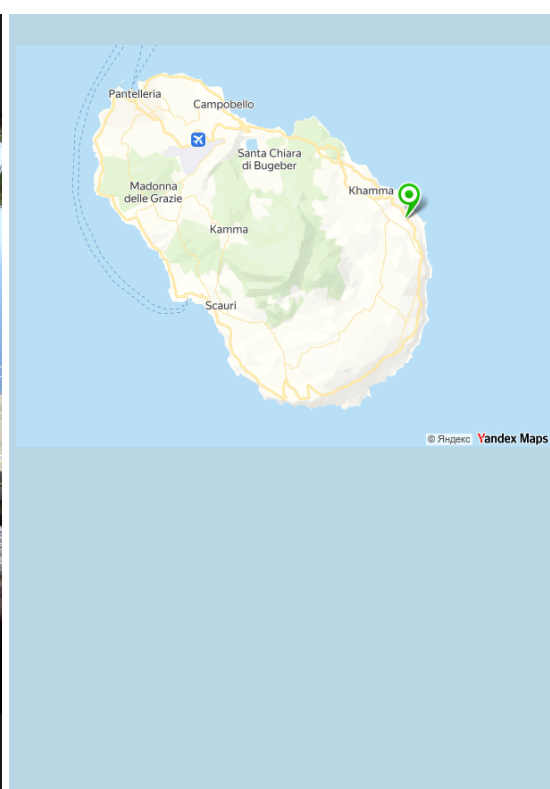 Pantelleria
Campobello
Santa Chiara
di Bugeber
Khamma
Madonna
delle Grazie
Kamma
Scauri
© Яндекс Yandex Maps